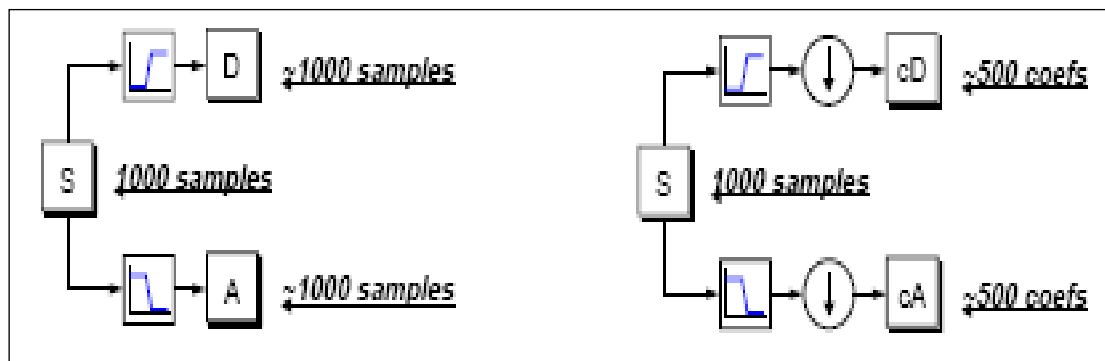 D
~1000 samples
S
1000 samples
A
~1000 samples
cD
~500 coefs
S
1000 samples
cA
~500 coefs